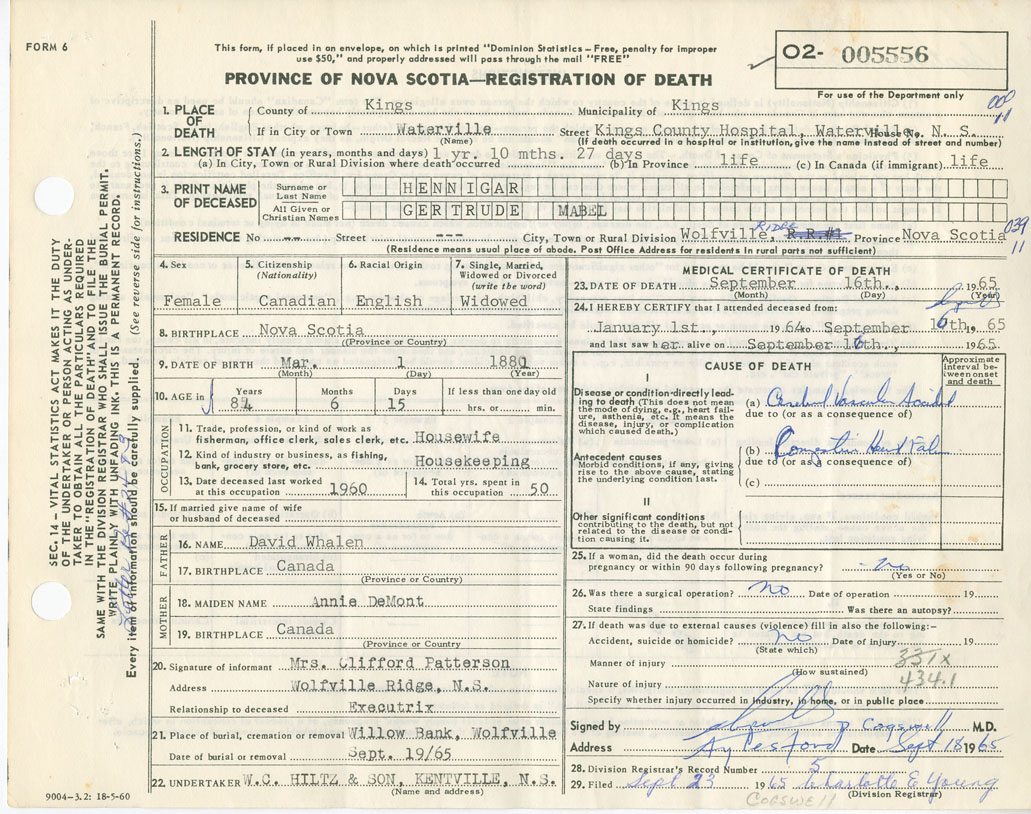 FORM 6
This form, if placed in an envelope, on which is printed "Dominion Statistics – Free, penalty for improper
use $50," and properly addressed will pass through the mail "FREE"
PROVINCE OF NOVA SCOTIA—REGISTRATION OF DEATH
O2- 005556
For use of the Department only
1. PLACE OF DEATH County of Kings Municipality of Kings
If in City or Town Waterville Street Kings County Hospital, Waterville, N. S. House No.
(Name) (If death occurred in a hospital or institution, give the name instead of street and number)
2. LENGTH OF STAY (in years, months and days) 1 yr. 10 mths. 27 days
(a) In City, Town or Rural Division where death occurred (b) In Province life (c) In Canada (if immigrant) life
3. PRINT NAME OF DECEASED Surname or Last Name HENNIGAR
All Given or Christian Names GERTRUDE MABEL
RESIDENCE No -- Street --- City, Town or Rural Division Wolfville, Ridge R.R.#1 Province Nova Scotia 039 11
(Residence means usual place of abode. Post Office Address for residents in rural parts not sufficient)
4. Sex Female
5. Citizenship (Nationality) Canadian
6. Racial Origin English
7. Single, Married, Widowed or Divorced (write the word) Widowed
8. BIRTHPLACE Nova Scotia
(Province or Country)
9. DATE OF BIRTH Mar. 1 1881
(Month) (Day) (Year)
10. AGE in Years 84 Months 6 Days 15 If less than one day old hrs. or min.
OCCUPATION
11. Trade, profession, or kind of work as fisherman, office clerk, sales clerk, etc. Housewife
12. Kind of industry or business, as fishing, bank, grocery store, etc. Housekeeping
13. Date deceased last worked at this occupation 1960
14. Total yrs. spent in this occupation 50
15. If married give name of wife or husband of deceased
FATHER
16. NAME David Whalen
17. BIRTHPLACE Canada
(Province or Country)
MOTHER
18. MAIDEN NAME Annie DeMont
19. BIRTHPLACE Canada
(Province or Country)
20. Signature of informant Mrs. Clifford Patterson
Address Wolfville Ridge, N.S.
Relationship to deceased Executrix
21. Place of burial, cremation or removal Willow Bank, Wolfville
Date of burial or removal Sept. 19/65
22. UNDERTAKER W.C. HILTZ & SON, KENTVILLE, N.S.
(Name and address)
9004-3.2: 18-5-60
MEDICAL CERTIFICATE OF DEATH
23. DATE OF DEATH September 16th., 1965
(Month) (Day) (Year)
24. I HEREBY CERTIFY that I attended deceased from:
January 1st., 1964 to September 16th, 1965
and last saw her alive on September 16th., 1965.
CAUSE OF DEATH
Approximate interval between onset and death
I
Disease or condition directly leading to death (This does not mean the mode of dying, e.g., heart failure, asthenia, etc. It means the disease, injury, or complication which caused death.)
(a) Cerebral Vascular Accident
due to (or as a consequence of)
Antecedent causes
Morbid conditions, if any, giving rise to the above cause, stating the underlying condition last.
(b) Congestive Heart Fail
due to (or as a consequence of)
(c)
II
Other significant conditions
contributing to the death, but not related to the disease or condition causing it.
25. If a woman, did the death occur during
pregnancy or within 90 days following pregnancy? no
(Yes or No)
26. Was there a surgical operation? no Date of operation 19
State findings Was there an autopsy?
27. If death was due to external causes (violence) fill in also the following:–
Accident, suicide or homicide? no Date of injury 19
(State which)
Manner of injury 331x
(How sustained)
Nature of injury 434.1
Specify whether injury occurred in industry, in home, or in public place
Signed by P. Cogswell M.D.
Address Aylesford Date Sept 18 1965
28. Division Registrar's Record Number 5
29. Filed Sept 23 1965 Charlotte E Young
(Division Registrar)
COGSWELL
SEC. 14 – VITAL STATISTICS ACT MAKES IT THE DUTY
OF THE UNDERTAKER OR PERSON ACTING AS UNDER-
TAKER TO OBTAIN ALL THE PARTICULARS REQUIRED
IN THE "REGISTRATION OF DEATH" AND TO FILE THE
SAME WITH THE DIVISION REGISTRAR WHO SHALL ISSUE THE BURIAL PERMIT.
WRITE PLAINLY WITH UNFADING INK. THIS IS A PERMANENT RECORD.
Every item of information should be carefully supplied. (See reverse side for instructions.)